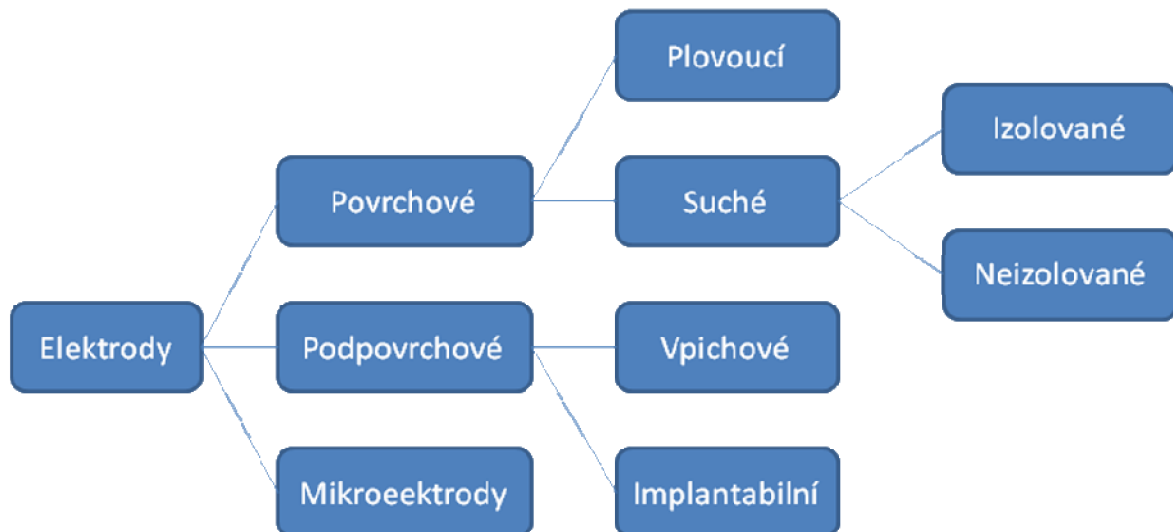 Plovoucí
Izolované
Povrchové
Suché
Neizolované
Elektrody
Podpovrchové
Vpichové
Mikroeektrody
Implantabilní